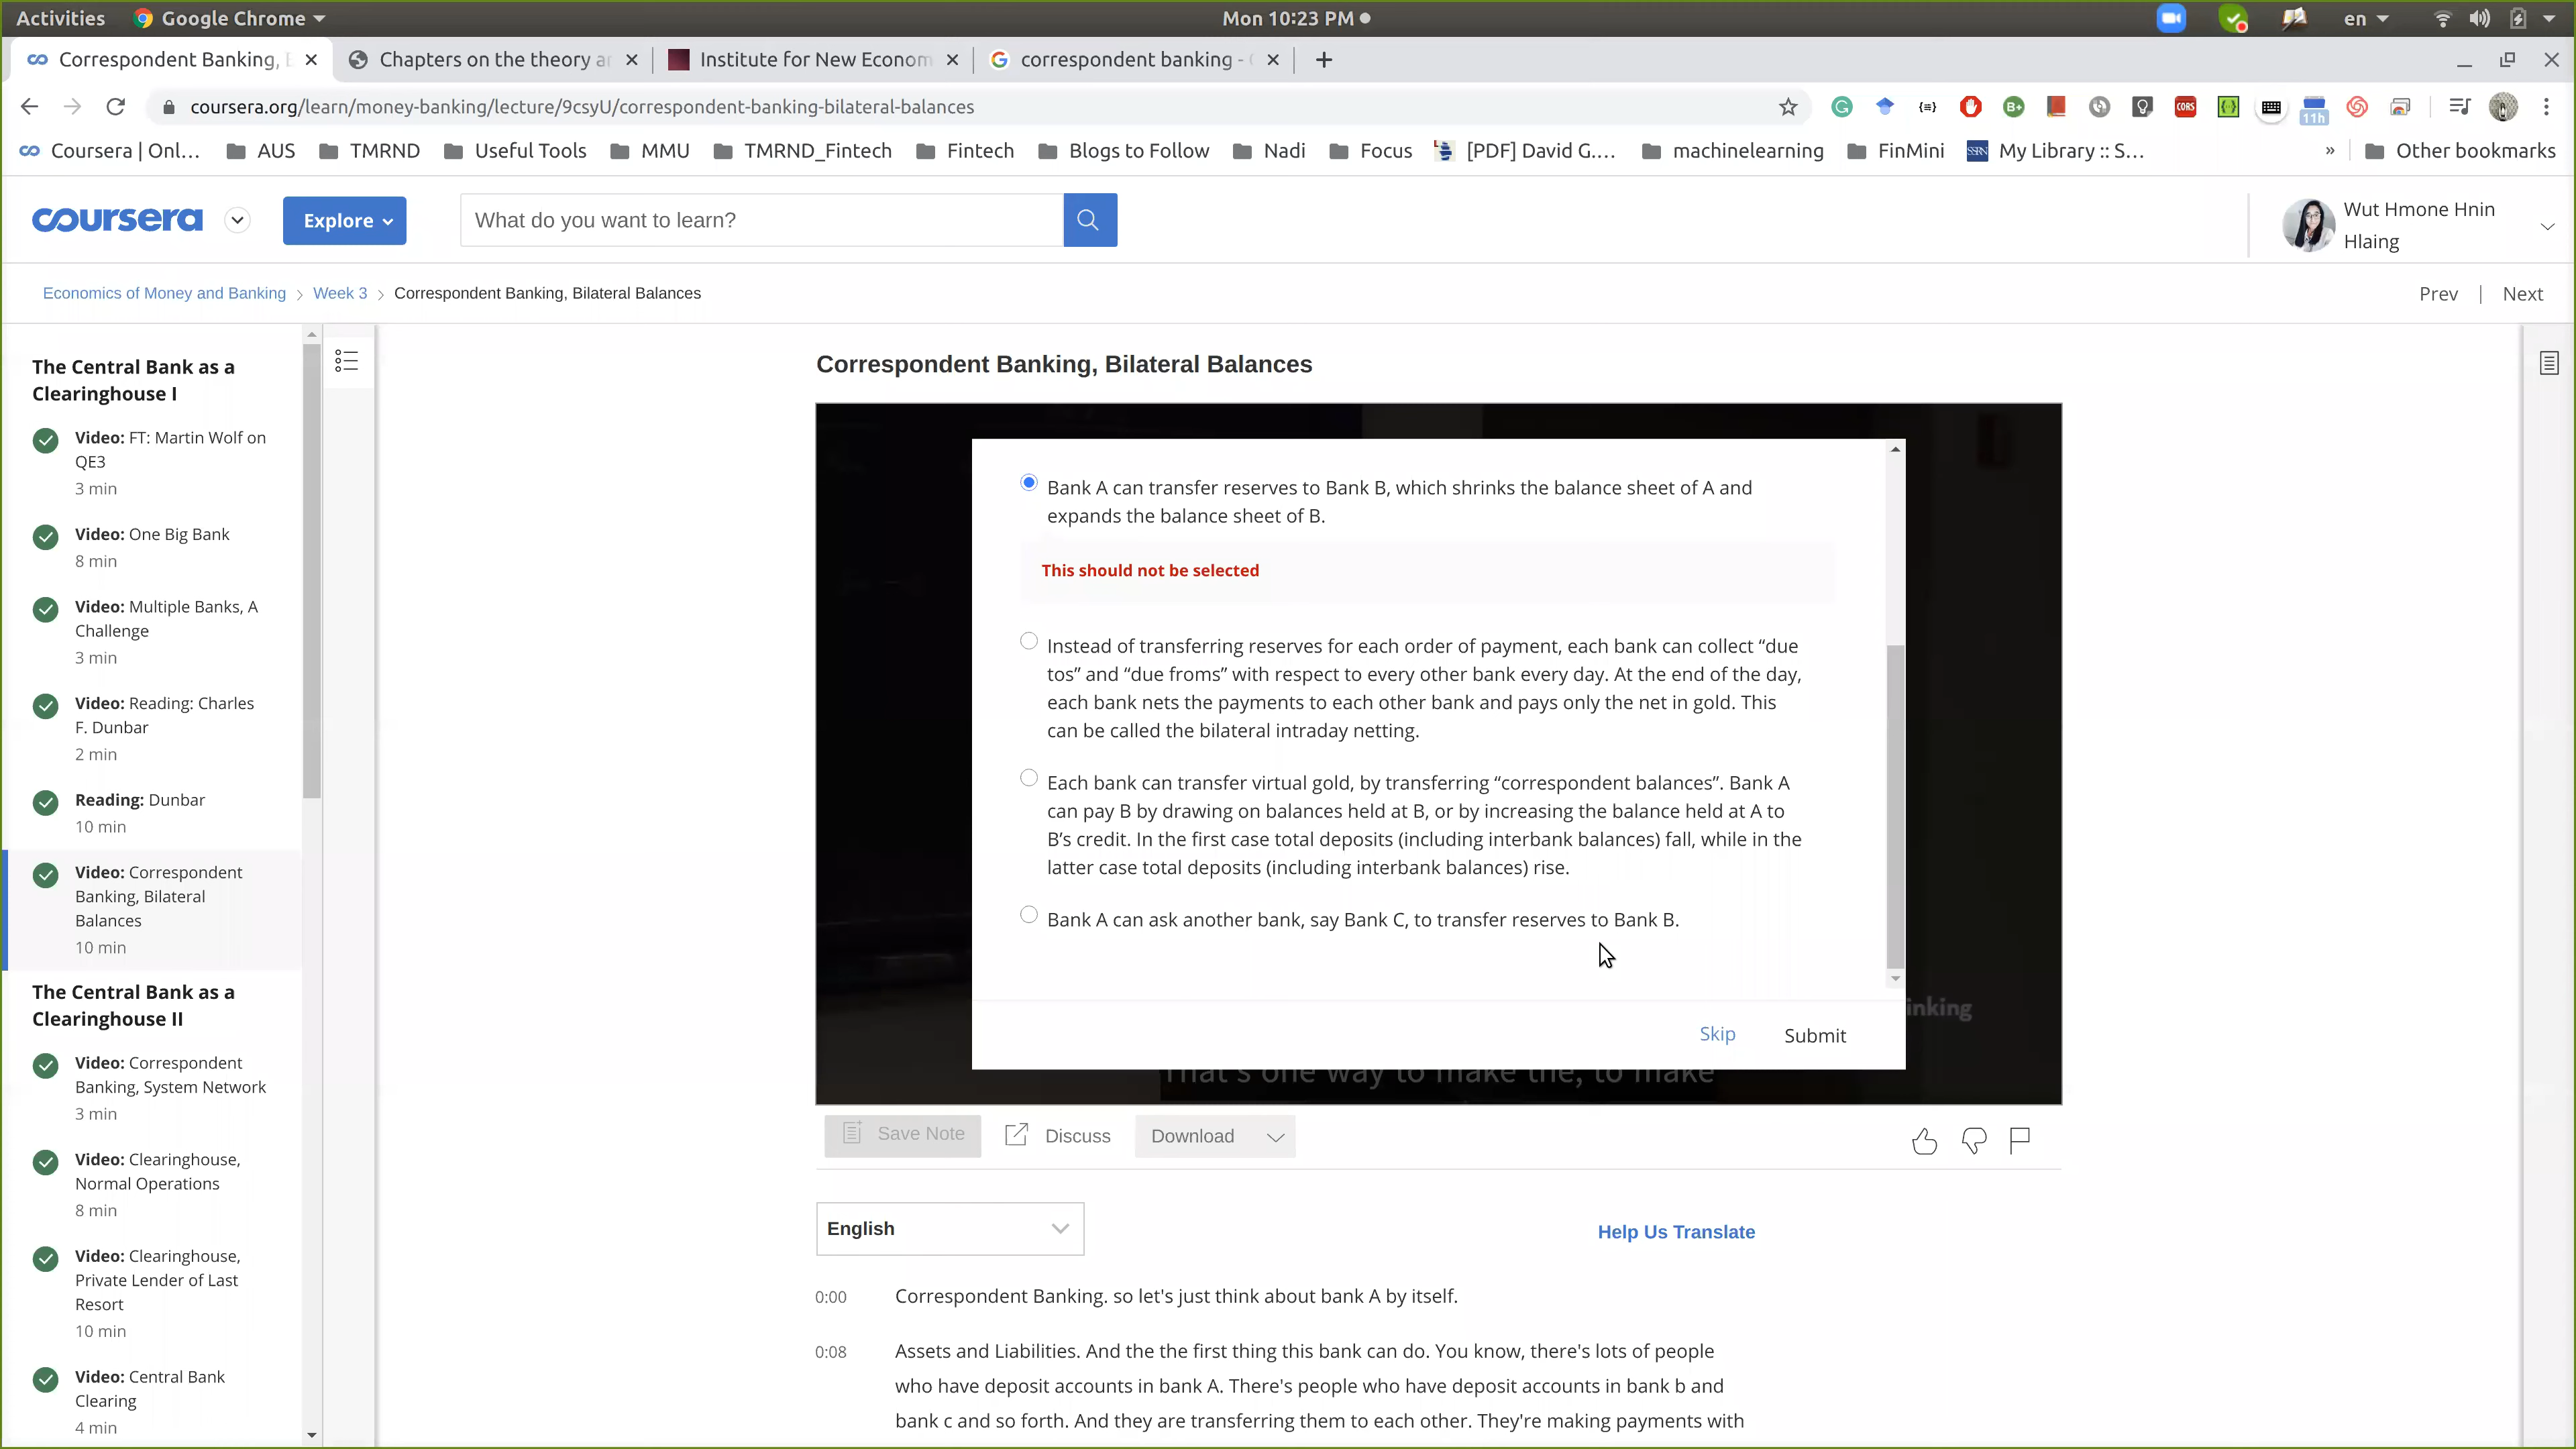 Activities
Google Chrome
Mon 10:23 PM
en
Correspondent Banking,
Chapters on the theory a
Institute for New Econom
correspondent banking -
coursera.org/learn/money-banking/lecture/9csyU/correspondent-banking-bilateral-balances
CORS
11h
Coursera | Onl...
AUS
TMRND
Useful Tools
MMU
TMRND_Fintech
Fintech
Blogs to Follow
Nadi
Focus
[PDF] David G....
machinelearning
FinMini
SSRN
My Library :: S...
»
Other bookmarks
coursera
Explore
What do you want to learn?
Wut Hmone Hnin
Hlaing
Economics of Money and Banking > Week 3 > Correspondent Banking, Bilateral Balances
Prev | Next
The Central Bank as a
Clearinghouse I
Video: FT: Martin Wolf on
QE3
3 min
Video: One Big Bank
8 min
Video: Multiple Banks, A
Challenge
3 min
Video: Reading: Charles
F. Dunbar
2 min
Reading: Dunbar
10 min
Video: Correspondent
Banking, Bilateral
Balances
10 min
The Central Bank as a
Clearinghouse II
Video: Correspondent
Banking, System Network
3 min
Video: Clearinghouse,
Normal Operations
8 min
Video: Clearinghouse,
Private Lender of Last
Resort
10 min
Video: Central Bank
Clearing
4 min
Correspondent Banking, Bilateral Balances
Bank A can transfer reserves to Bank B, which shrinks the balance sheet of A and
expands the balance sheet of B.
This should not be selected
Instead of transferring reserves for each order of payment, each bank can collect “due
tos” and “due froms” with respect to every other bank every day. At the end of the day,
each bank nets the payments to each other bank and pays only the net in gold. This
can be called the bilateral intraday netting.
Each bank can transfer virtual gold, by transferring “correspondent balances”. Bank A
can pay B by drawing on balances held at B, or by increasing the balance held at A to
B’s credit. In the first case total deposits (including interbank balances) fall, while in the
latter case total deposits (including interbank balances) rise.
Bank A can ask another bank, say Bank C, to transfer reserves to Bank B.
inking
Skip
Submit
That's one way to make the, to make
Save Note
Discuss
Download
English
Help Us Translate
0:00
Correspondent Banking. so let's just think about bank A by itself.
0:08
Assets and Liabilities. And the the first thing this bank can do. You know, there's lots of people
who have deposit accounts in bank A. There's people who have deposit accounts in bank b and
bank c and so forth. And they are transferring them to each other. They're making payments with